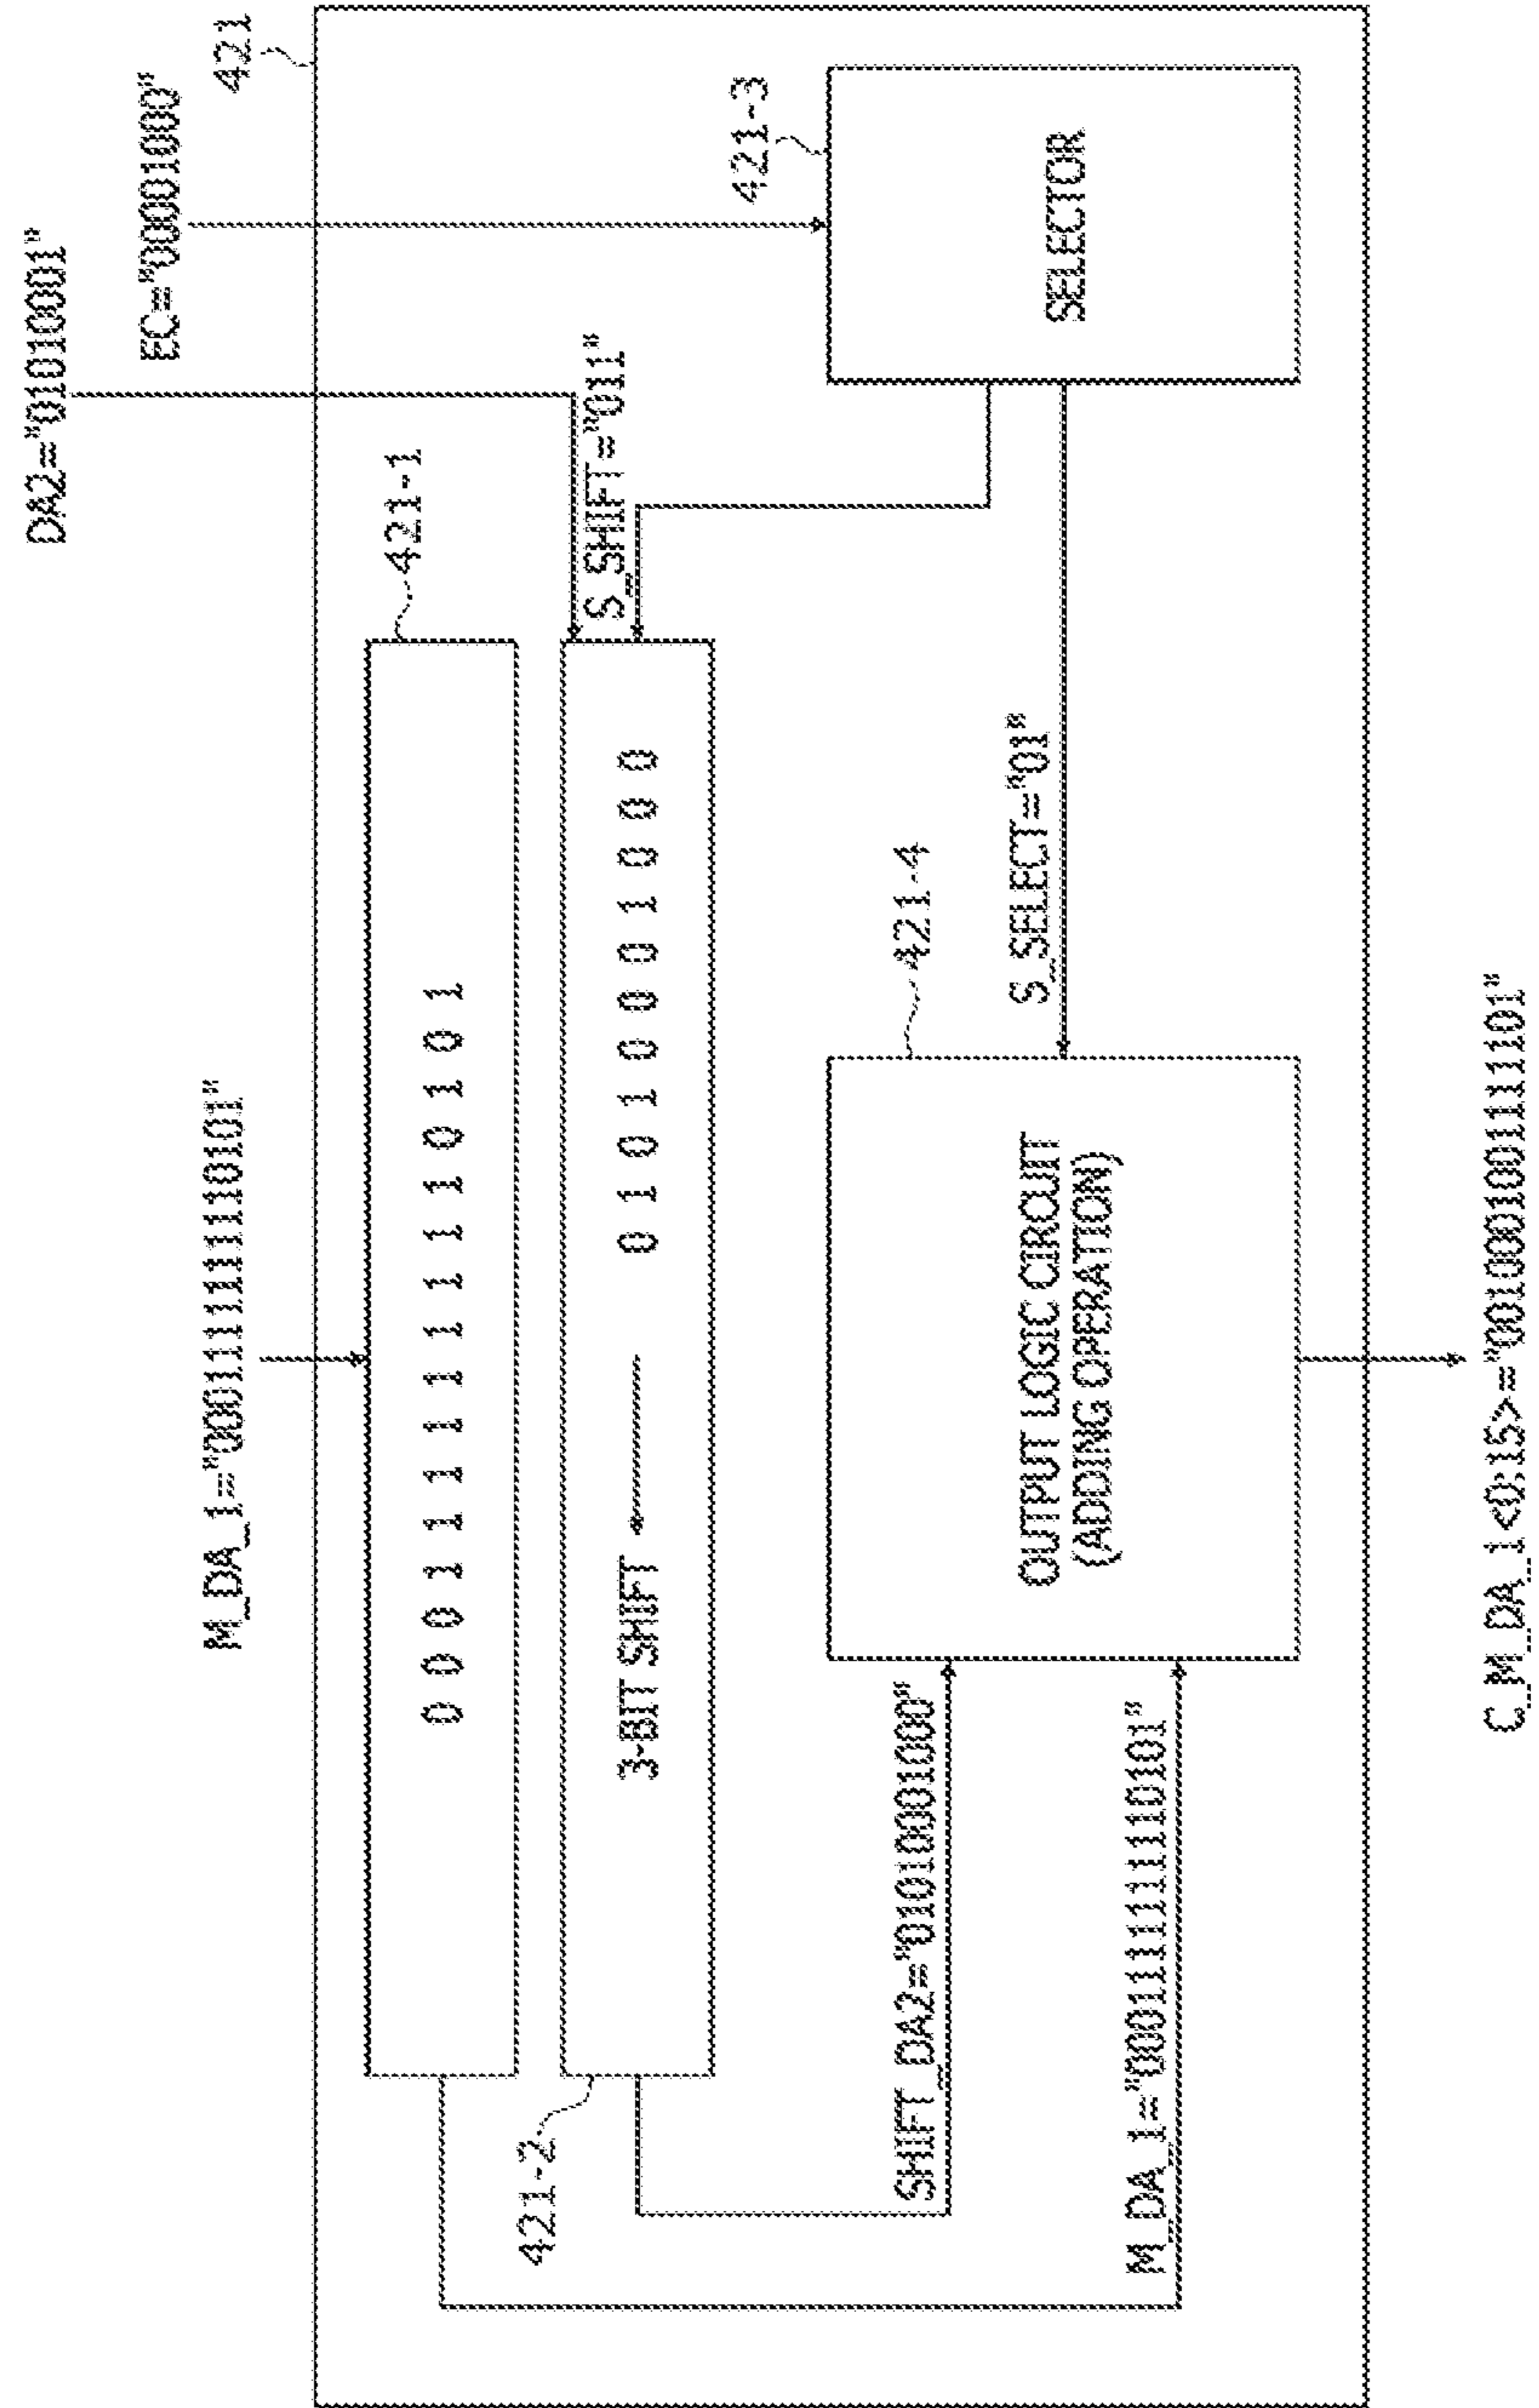 DA2="01010001"
EC="00001000"
M_DA_1="0001111111110101"
421
421-1
0 0 0 1 1 1 1 1 1 1 1 1 0 1 0 1
S_SHIFT="011"
421-2
3-BIT SHIFT
0 1 0 1 0 0 0 1 0 0 0
421-3
SELECTOR
SHIFT_DA2="01010001000"
M_DA_1="0001111111110101"
421-4
OUTPUT LOGIC CIRCUIT
(ADDING OPERATION)
S_SELECT="01"
C_M_DA_1<0:15>="0010001001111101"